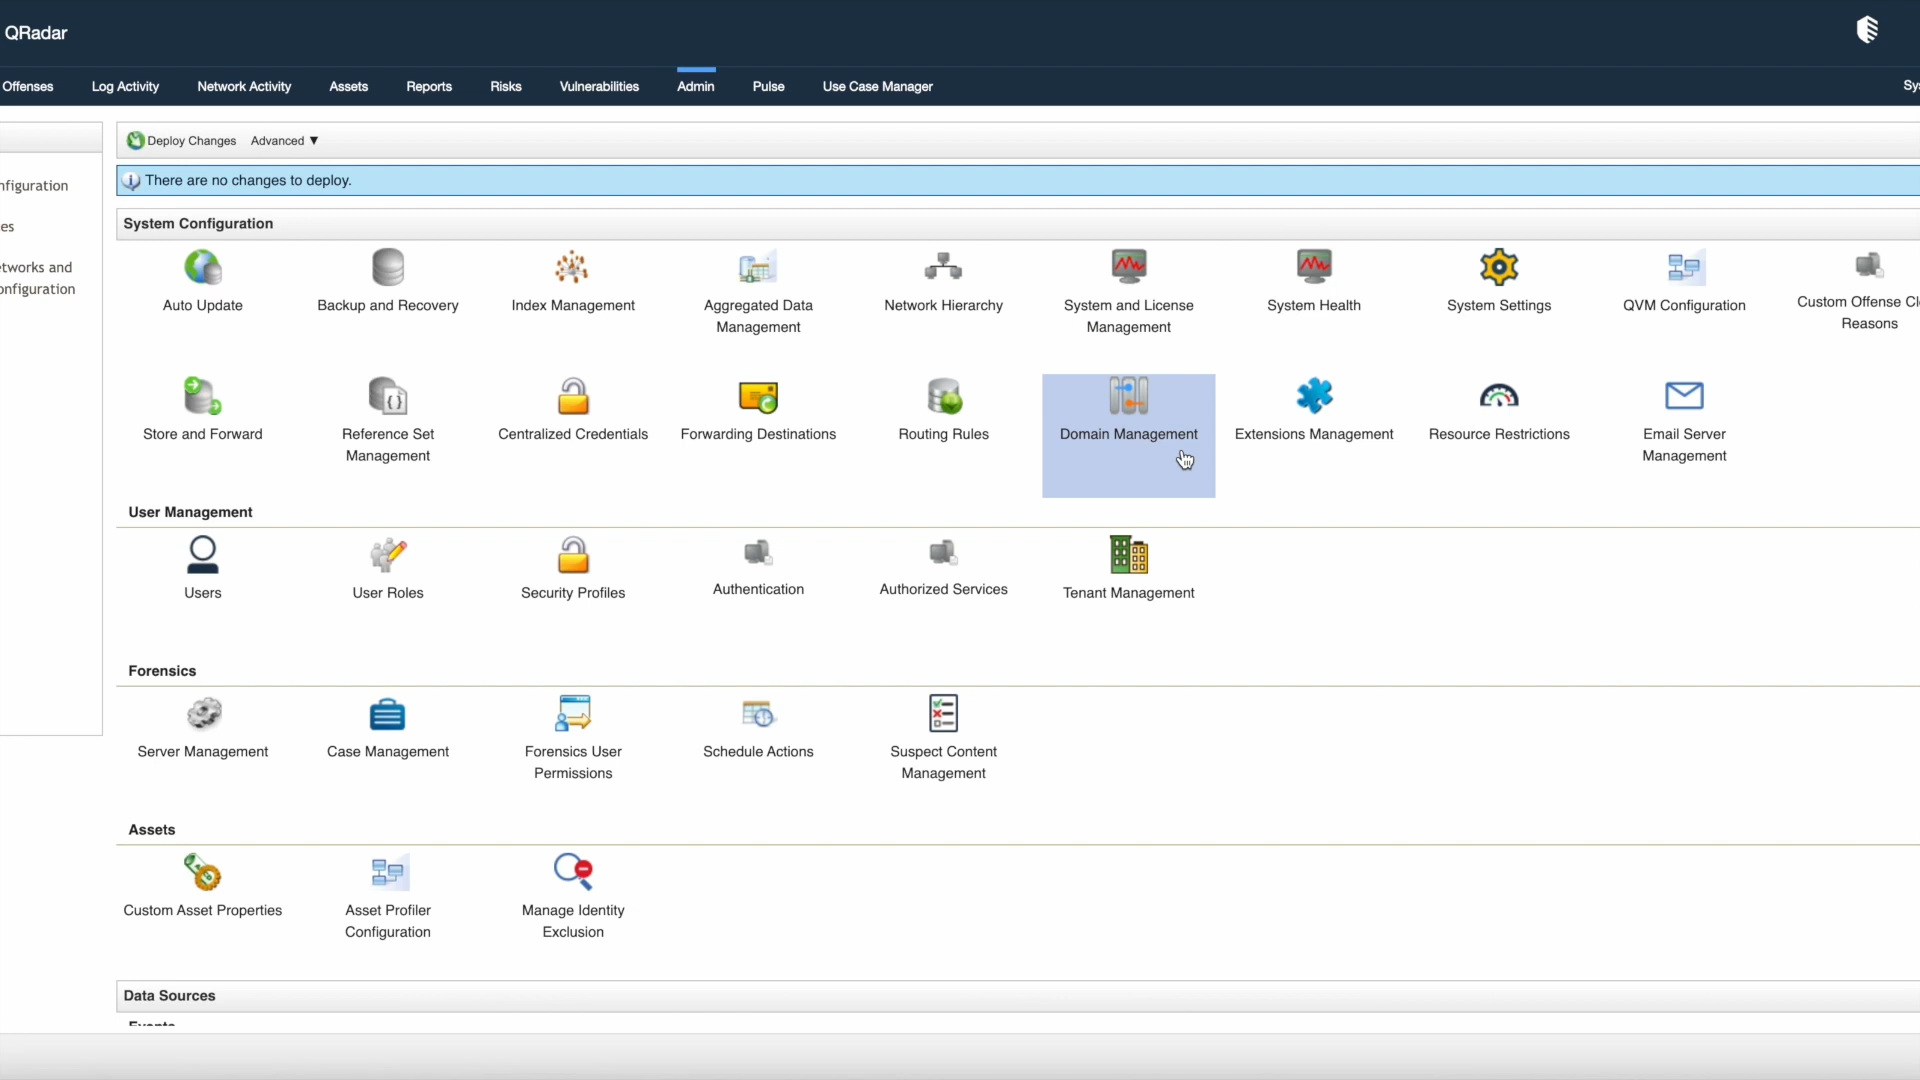 QRadar
Offenses Log Activity Network Activity Assets Reports Risks Vulnerabilities Admin Pulse Use Case Manager Sys
nfiguration
es
tworks and
onfiguration
Deploy Changes Advanced ▼
There are no changes to deploy.
System Configuration
Auto Update
Backup and Recovery
Index Management
Aggregated Data
Management
Network Hierarchy
System and License
Management
System Health
System Settings
QVM Configuration
Custom Offense Cl
Reasons
Store and Forward
Reference Set
Management
Centralized Credentials
Forwarding Destinations
Routing Rules
Domain Management
Extensions Management
Resource Restrictions
Email Server
Management
User Management
Users
User Roles
Security Profiles
Authentication
Authorized Services
Tenant Management
Forensics
Server Management
Case Management
Forensics User
Permissions
Schedule Actions
Suspect Content
Management
Assets
Custom Asset Properties
Asset Profiler
Configuration
Manage Identity
Exclusion
Data Sources
Events